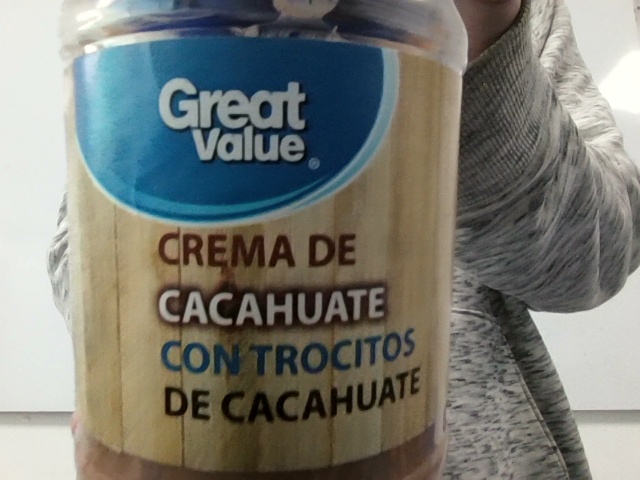 Great
Value®
CREMA DE
CACAHUATE
CON TROCITOS
DE CACAHUATE